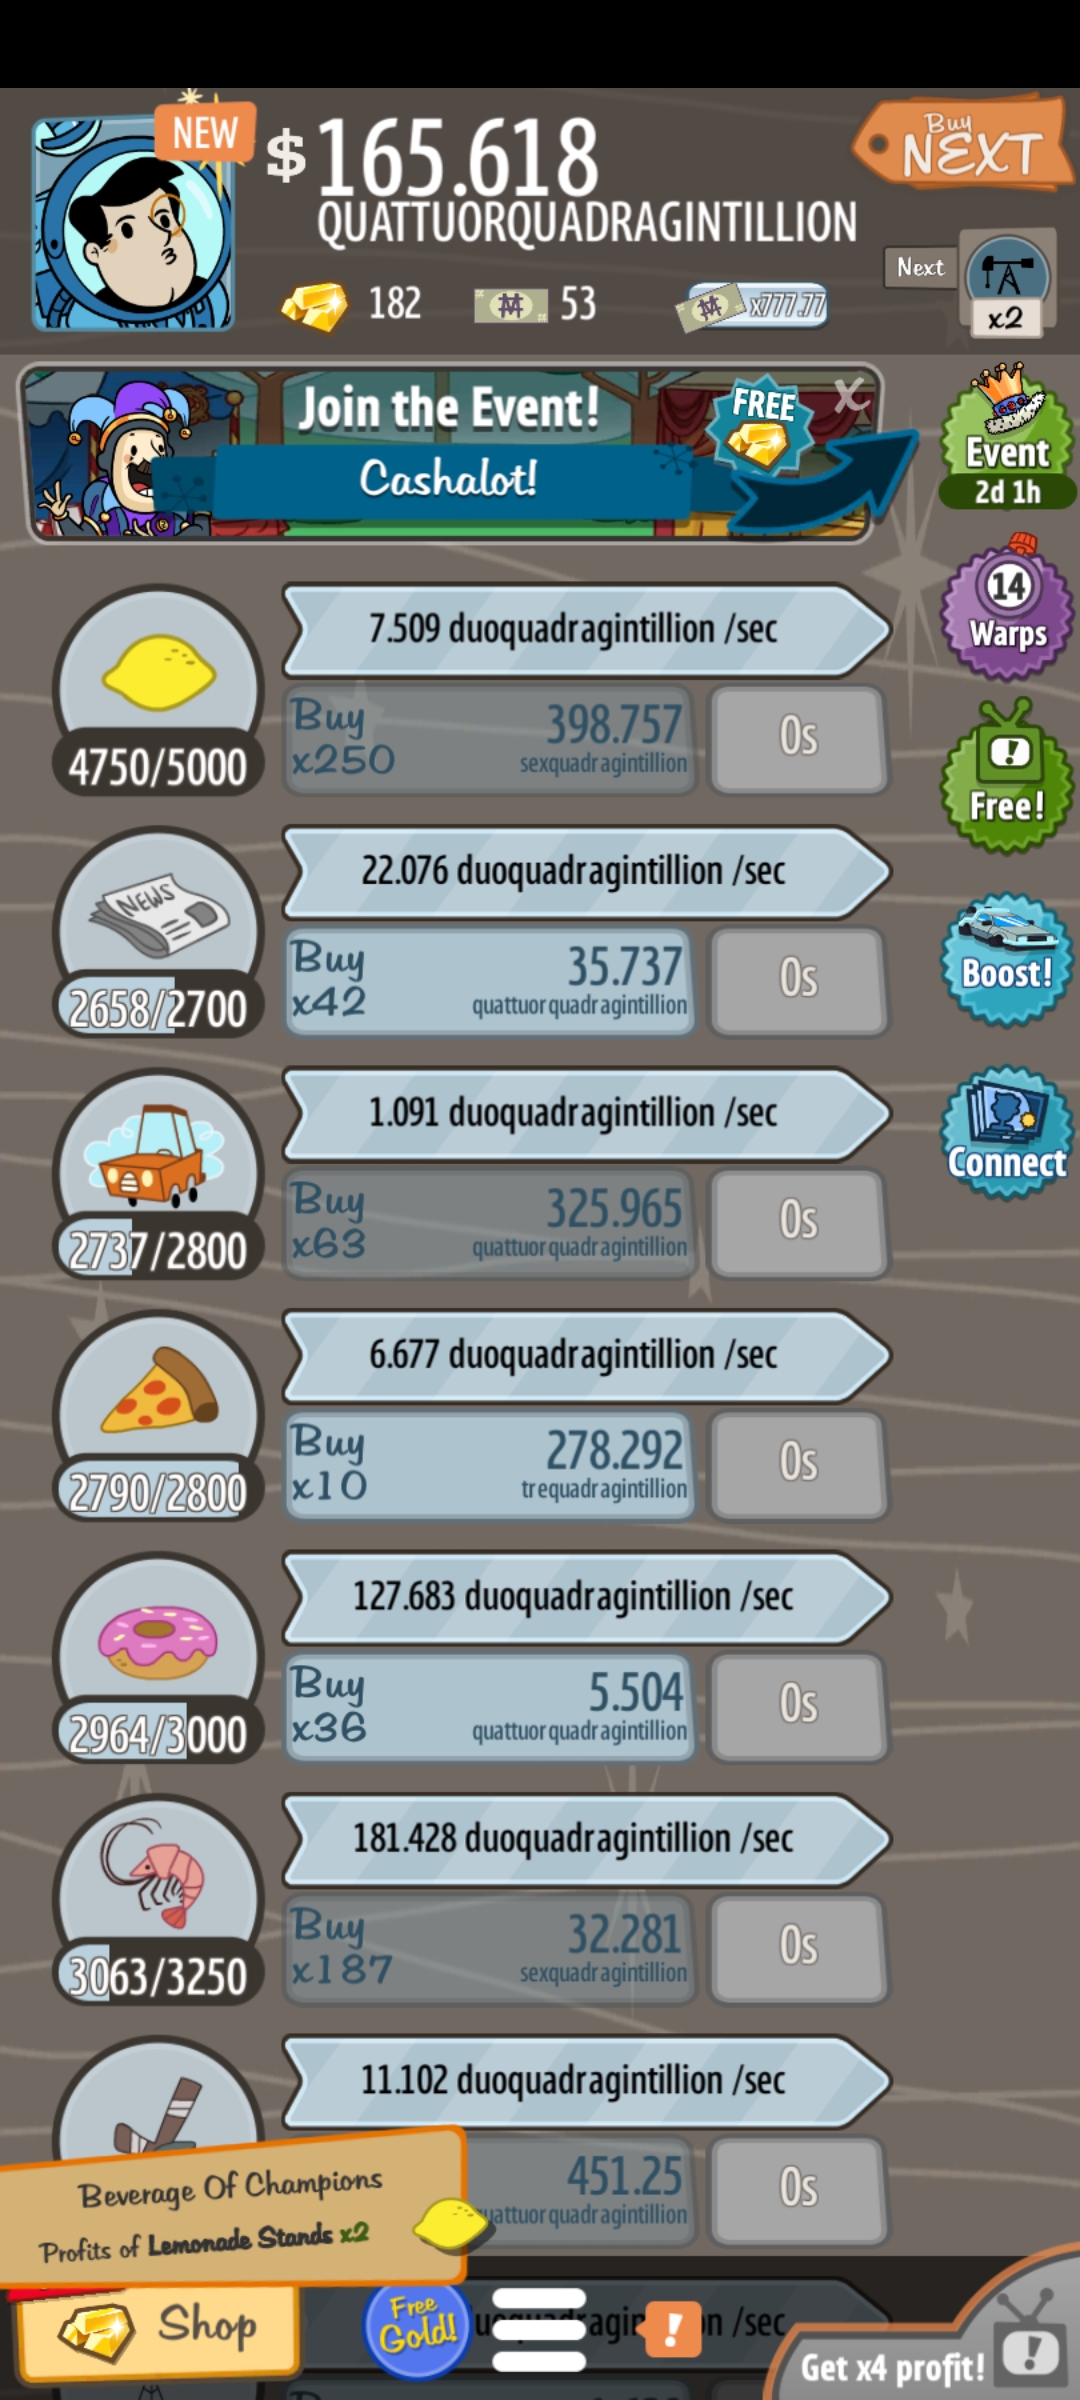 NEW
$ 165.618
QUATTUORQUADRAGINTILLION
Buy
NEXT
182
53
x777.77
Next
x2
Join the Event!
Cashalot!
FREE
X
Event
2d 1h
14
Warps
Free!
Boost!
Connect
7.509 duoquadragintillion /sec
4750/5000
Buy
x250
398.757
sexquadragintillion
0s
22.076 duoquadragintillion /sec
NEWS
2658/2700
Buy
x42
35.737
quattuorquadragintillion
0s
1.091 duoquadragintillion /sec
2737/2800
Buy
x63
325.965
quattuorquadragintillion
0s
6.677 duoquadragintillion /sec
2790/2800
Buy
x10
278.292
trequadragintillion
0s
127.683 duoquadragintillion /sec
2964/3000
Buy
x36
5.504
quattuorquadragintillion
0s
181.428 duoquadragintillion /sec
3063/3250
Buy
x187
32.281
sexquadragintillion
0s
11.102 duoquadragintillion /sec
451.25
0s
Beverage Of Champions
Profits of Lemonade Stands x2
Shop
Free
Gold!
!
/sec
Get x4 profit!